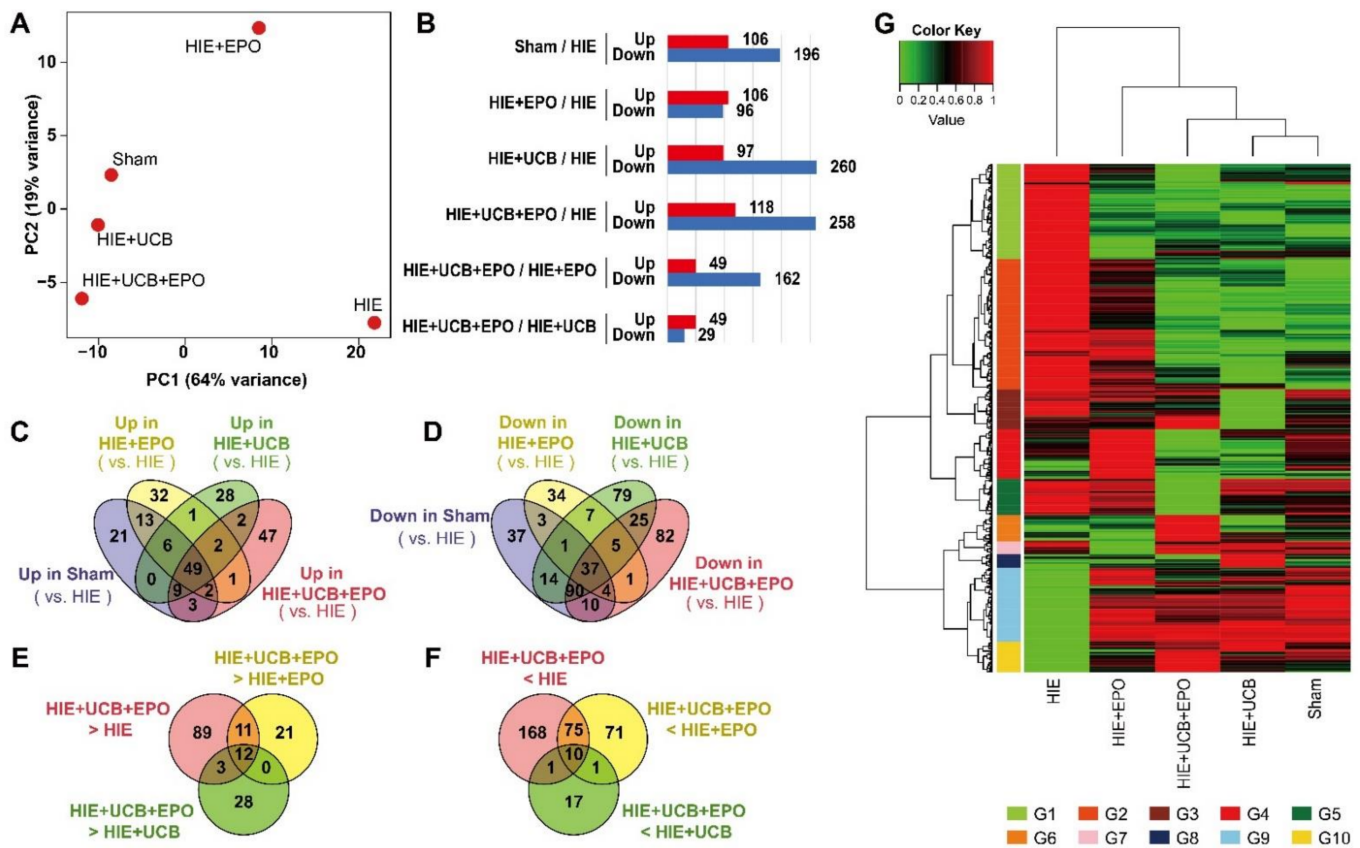 A
HIE+EPO
10
5
Sham
0
HIE+UCB
−5
HIE+UCB+EPO
HIE
−10
0
10
20
PC2 (19% variance)
PC1 (64% variance)
B
Sham / HIE
Up
106
Down
196
HIE+EPO / HIE
Up
106
Down
96
HIE+UCB / HIE
Up
97
Down
260
HIE+UCB+EPO / HIE
Up
118
Down
258
HIE+UCB+EPO / HIE+EPO
Up
49
Down
162
HIE+UCB+EPO / HIE+UCB
Up
49
Down
29
C
Up in
HIE+EPO
( vs. HIE )
Up in
HIE+UCB
( vs. HIE )
32
28
13
1
2
21
47
6
2
49
0
1
9
2
3
Up in Sham
( vs. HIE )
Up in
HIE+UCB+EPO
( vs. HIE )
D
Down in
HIE+EPO
( vs. HIE )
Down in
HIE+UCB
( vs. HIE )
Down in Sham
( vs. HIE )
34
79
3
7
25
37
82
1
5
37
14
1
90
4
10
Down in
HIE+UCB+EPO
( vs. HIE )
E
HIE+UCB+EPO
> HIE+EPO
HIE+UCB+EPO
> HIE
89
11
21
12
3
0
28
HIE+UCB+EPO
> HIE+UCB
F
HIE+UCB+EPO
< HIE
HIE+UCB+EPO
< HIE+EPO
168
75
71
10
1
1
17
HIE+UCB+EPO
< HIE+UCB
G
Color Key
0 0.2 0.4 0.6 0.8 1
Value
HIE
HIE+EPO
HIE+UCB+EPO
HIE+UCB
Sham
G1 G2 G3 G4 G5
G6 G7 G8 G9 G10